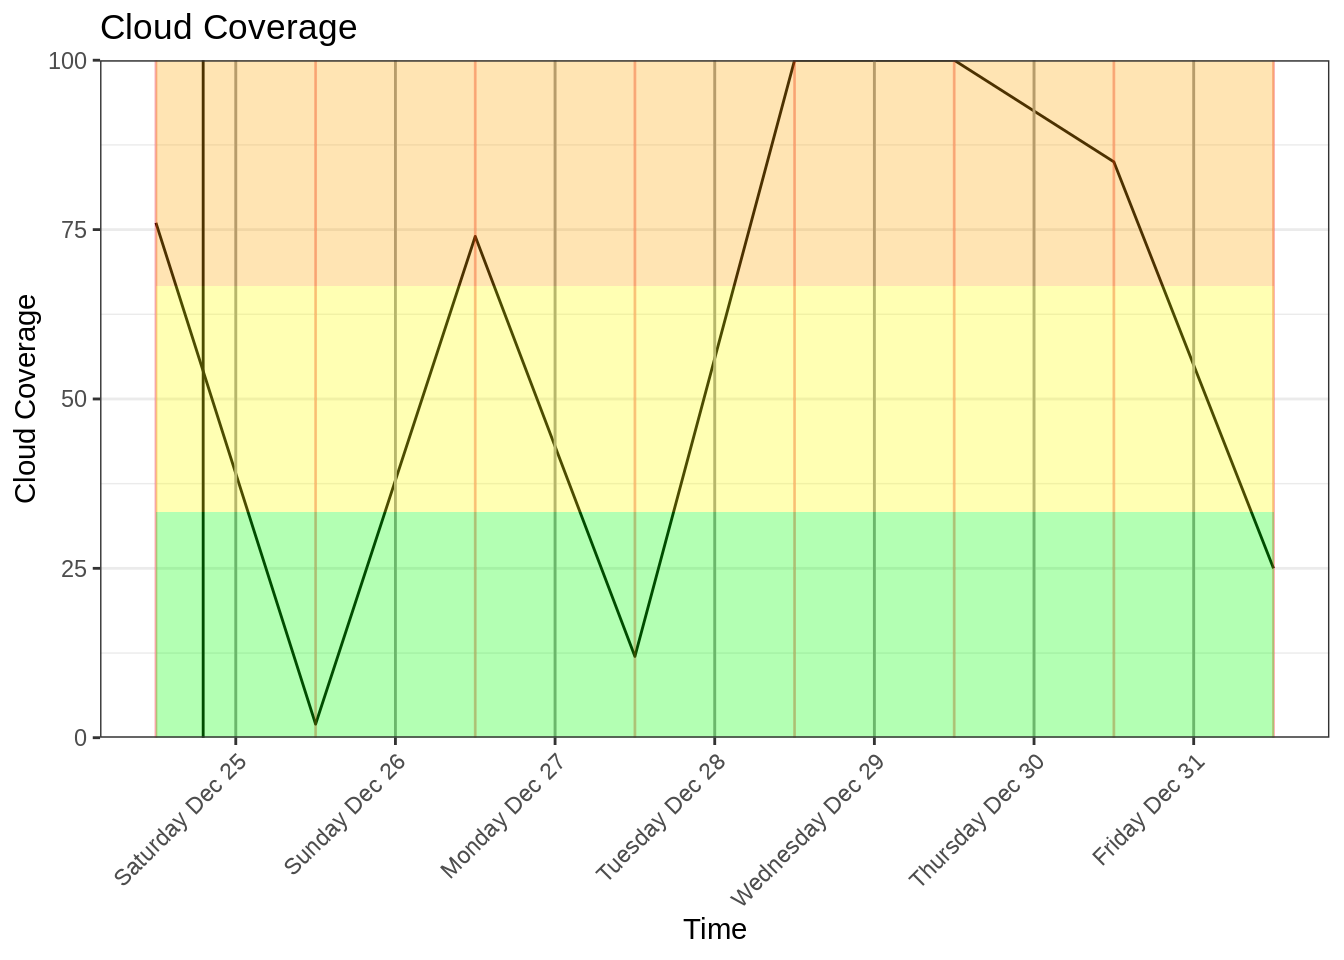 Cloud Coverage
Cloud Coverage
100
75
50
25
0
Saturday Dec 25
Sunday Dec 26
Monday Dec 27
Tuesday Dec 28
Wednesday Dec 29
Thursday Dec 30
Friday Dec 31
Time